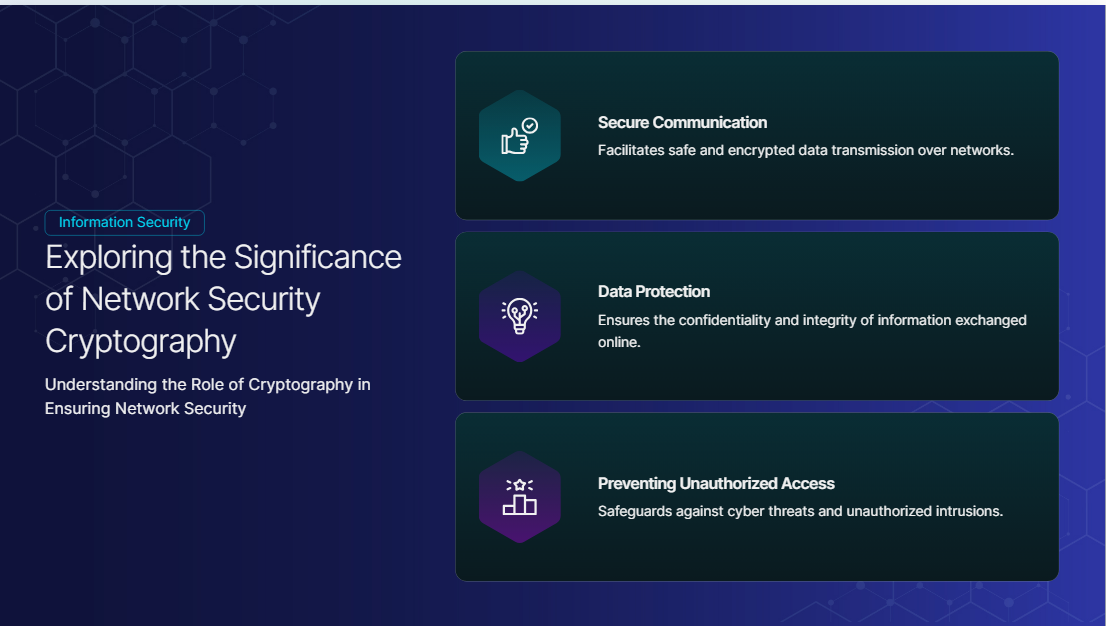 Information Security
Exploring the Significance
of Network Security
Cryptography
Understanding the Role of Cryptography in
Ensuring Network Security
Secure Communication
Facilitates safe and encrypted data transmission over networks.
Data Protection
Ensures the confidentiality and integrity of information exchanged
online.
Preventing Unauthorized Access
Safeguards against cyber threats and unauthorized intrusions.